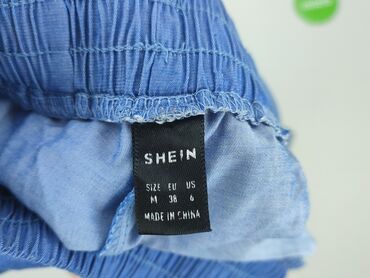 SHEIN
SIZE EU US
M 38 6
MADE IN CHINA